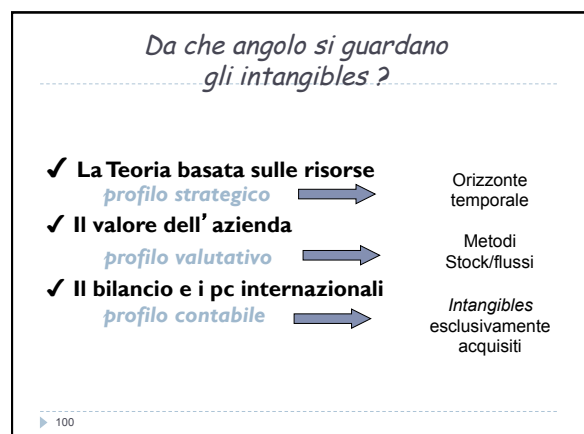 Da che angolo si guardano
gli intangibles ?
✓ La Teoria basata sulle risorse
profilo strategico
Orizzonte
temporale
✓ Il valore dell’azienda
profilo valutativo
Metodi
Stock/flussi
✓ Il bilancio e i pc internazionali
profilo contabile
Intangibles
esclusivamente
acquisiti
100